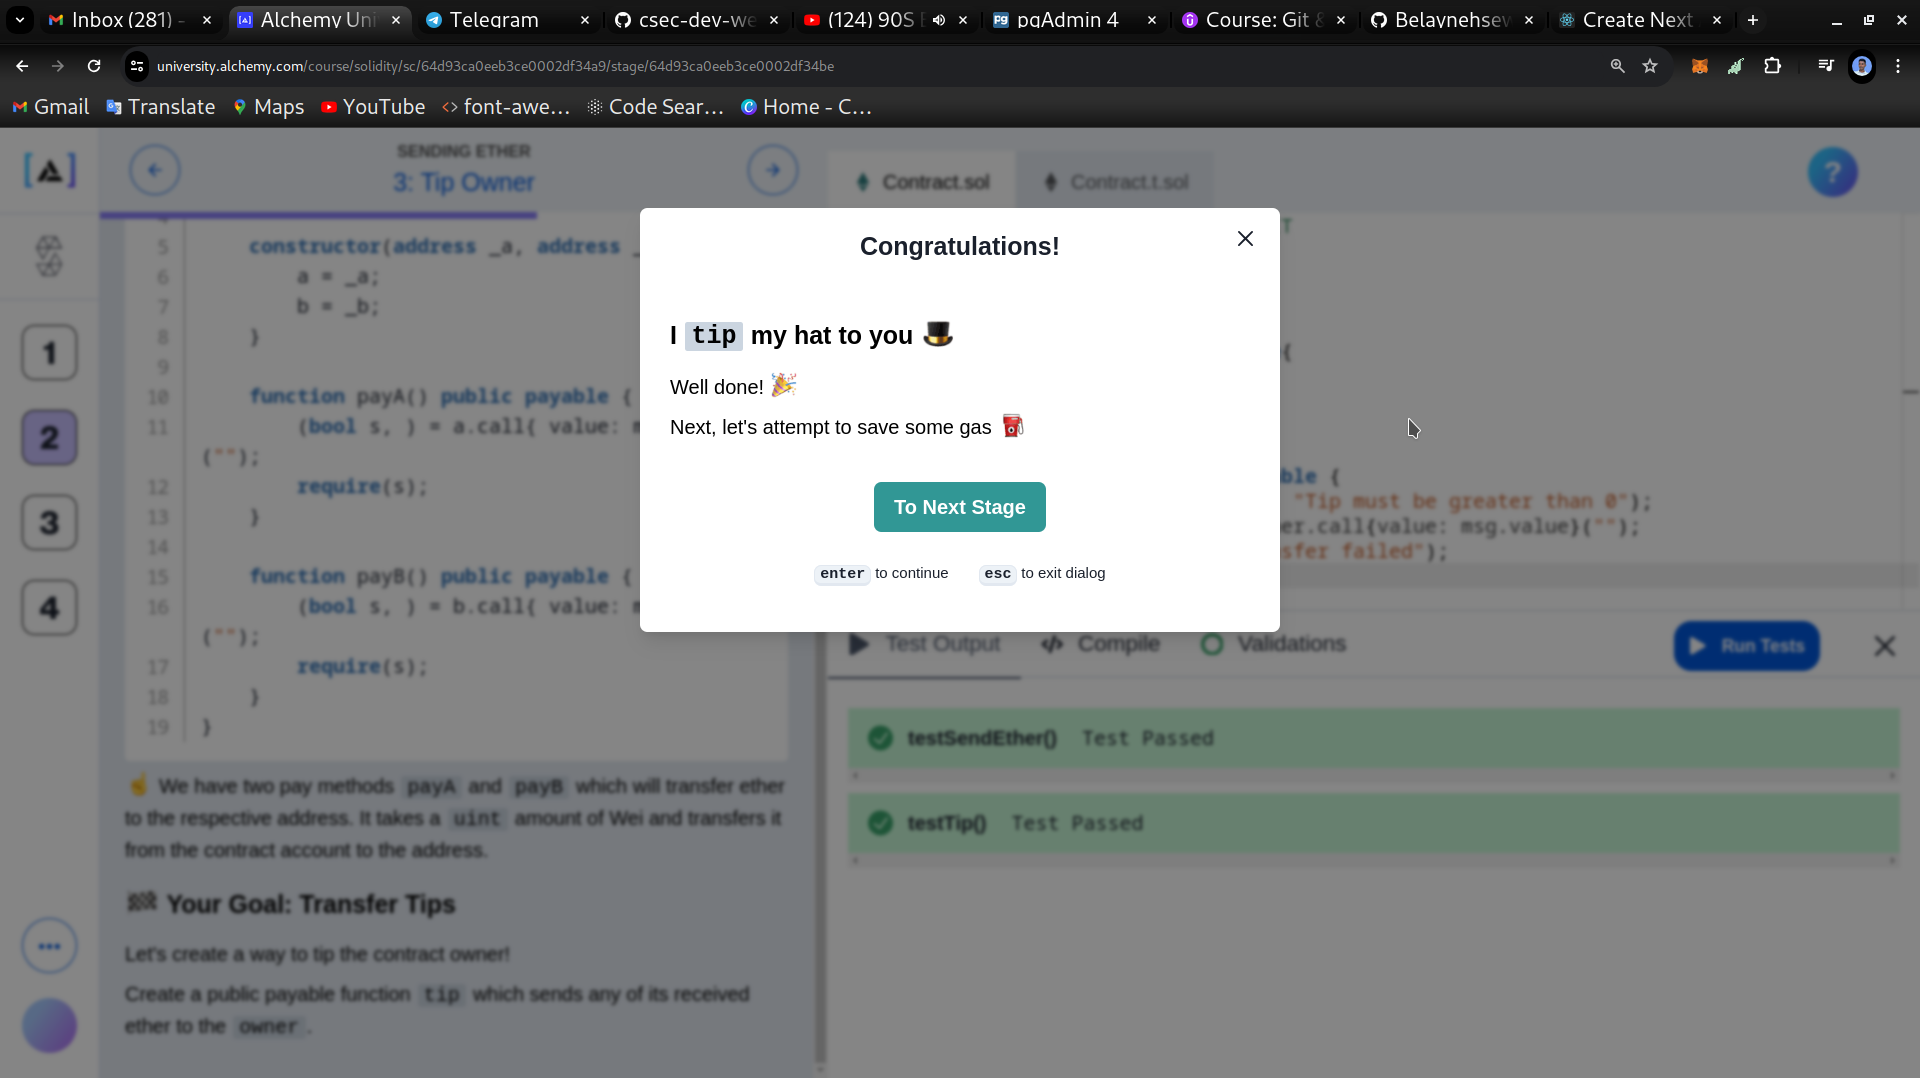 Inbox (281) -
Alchemy Uni
Telegram
csec-dev-we
(124) 90S
pgAdmin 4
Course: Git &
Belaynehsew
Create Next
university.alchemy.com/course/solidity/sc/64d93ca0eeb3ce0002df34a9/stage/64d93ca0eeb3ce0002df34be
Gmail
Translate
Maps
YouTube
font-awe...
Code Sear...
Home - C...
SENDING ETHER
3: Tip Owner
Contract.sol
Contract.t.sol
?
1
2
3
4
5 constructor(address _a, address _
6 a = _a;
7 b = _b;
8 }
9
10 function payA() public payable {
11 (bool s, ) = a.call{ value: m
("");
12 require(s);
13 }
14
15 function payB() public payable {
16 (bool s, ) = b.call{ value: m
("");
17 require(s);
18 }
19 }
☝️ We have two pay methods payA and payB which will transfer ether
to the respective address. It takes a uint amount of Wei and transfers it
from the contract account to the address.
🏁 Your Goal: Transfer Tips
Let's create a way to tip the contract owner!
Create a public payable function tip which sends any of its received
ether to the owner.
Congratulations!
I tip my hat to you 🎩
Well done! 🎉
Next, let's attempt to save some gas ⛽
To Next Stage
enter to continue
esc to exit dialog
T
{
ble {
"Tip must be greater than 0");
er.call{value: msg.value}("");
sfer failed");
Test Output
Compile
Validations
Run Tests
testSendEther() Test Passed
testTip() Test Passed